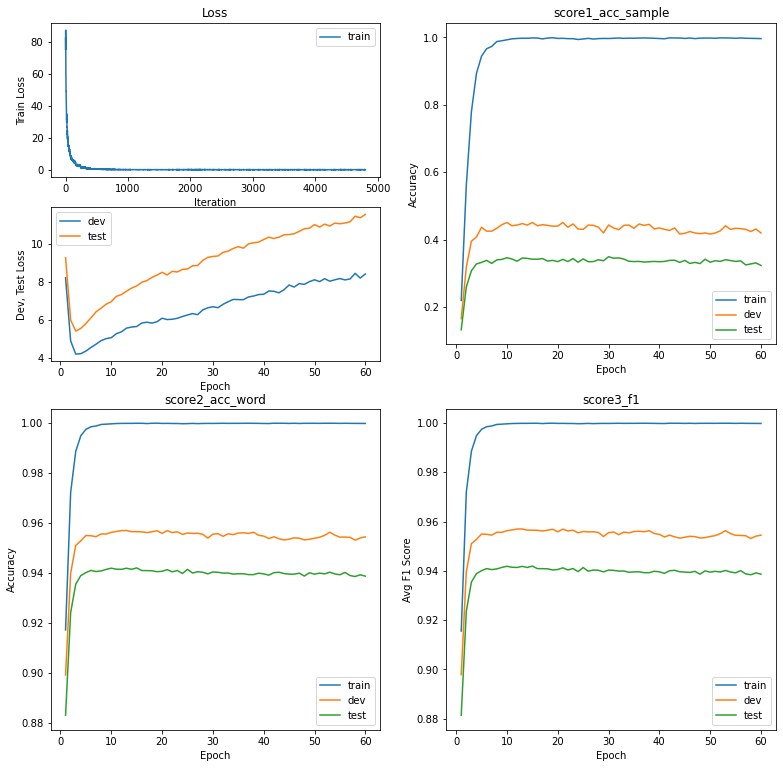 Loss
Train Loss
80
60
40
20
0
train
0 1000 2000 3000 4000 5000
Iteration
Dev, Test Loss
10
8
6
4
dev
test
0 10 20 30 40 50 60
Epoch
score1_acc_sample
Accuracy
1.0
0.8
0.6
0.4
0.2
train
dev
test
0 10 20 30 40 50 60
Epoch
score2_acc_word
Accuracy
1.00
0.98
0.96
0.94
0.92
0.90
0.88
train
dev
test
0 10 20 30 40 50 60
Epoch
score3_f1
Avg F1 Score
1.00
0.98
0.96
0.94
0.92
0.90
0.88
train
dev
test
0 10 20 30 40 50 60
Epoch